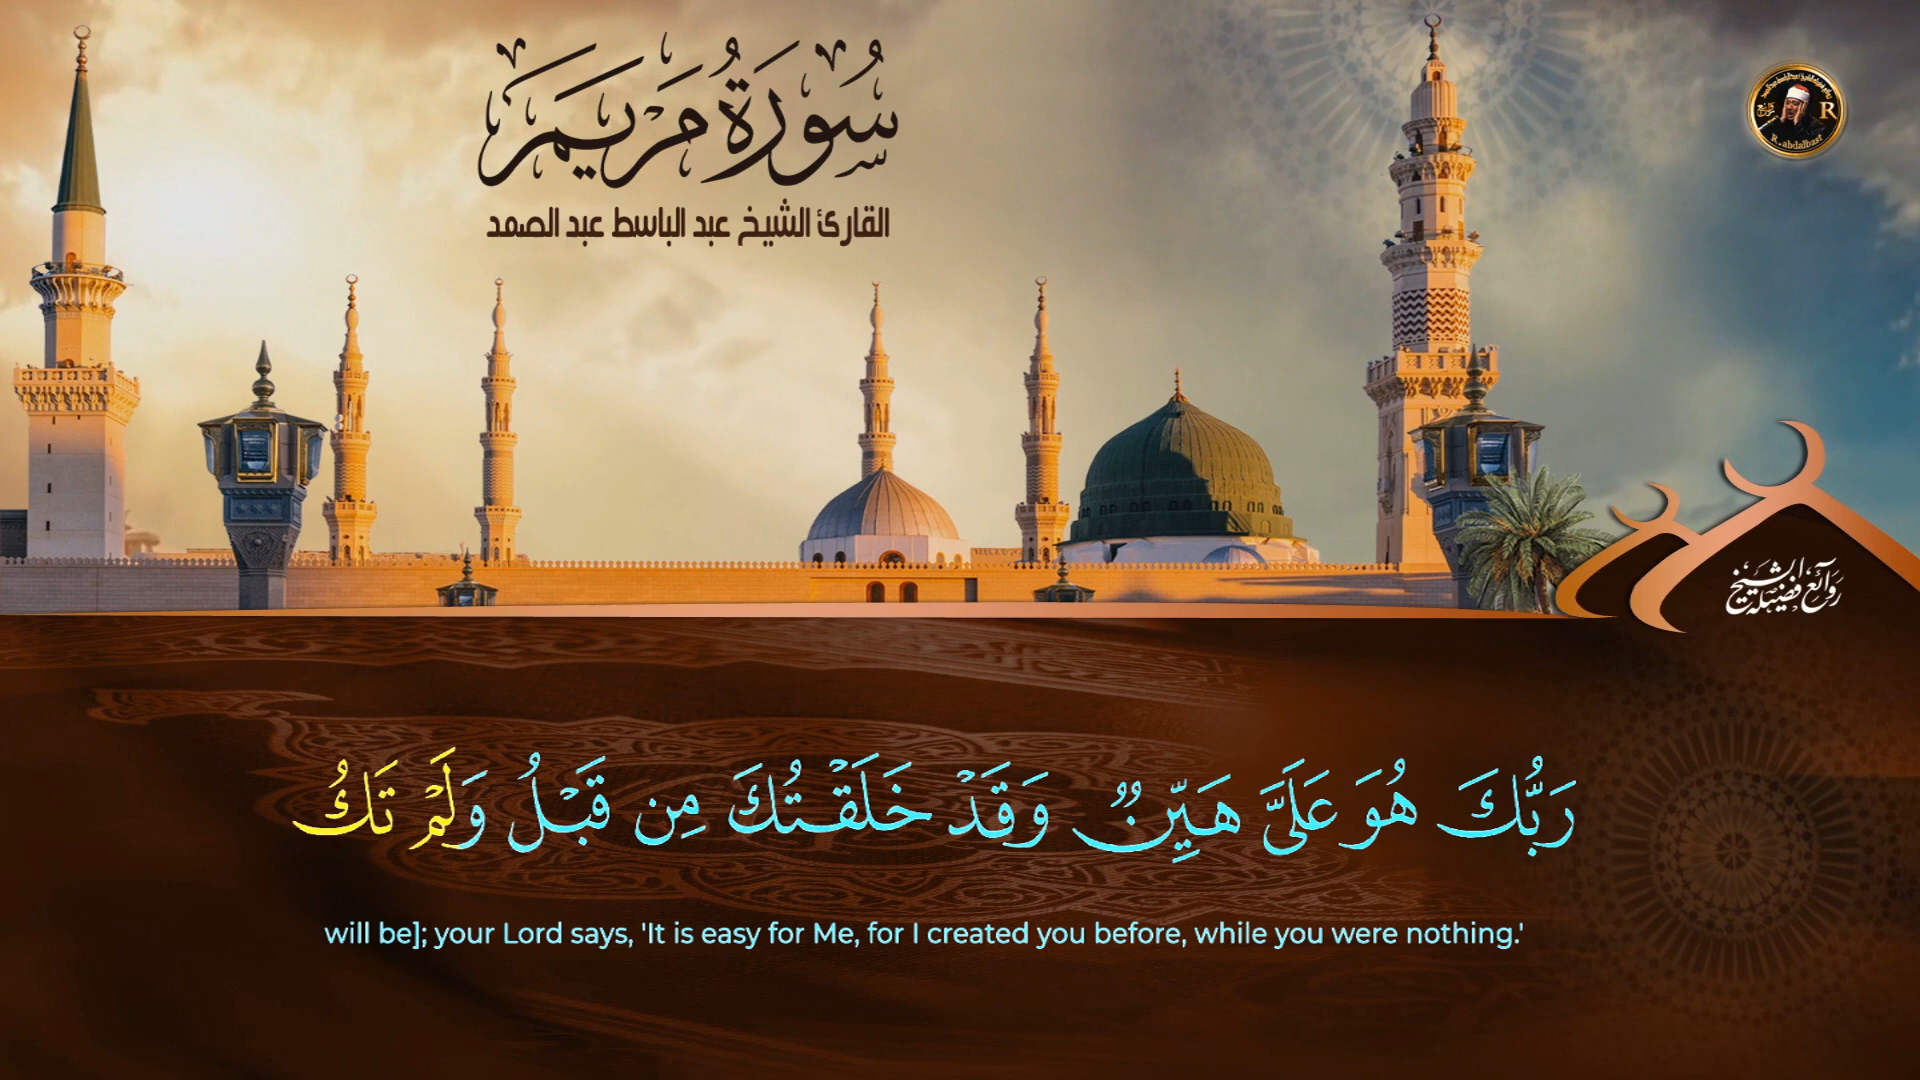 سُورَةُ مَرْيَمَ
القارئ الشيخ عبد الباسط عبد الصمد
R
R.abdalbast
روائع فضيلة الشيخ
رَبُّكَ هُوَ عَلَىَّ هَيِّنٌ وَقَدْ خَلَقْتُكَ مِن قَبْلُ وَلَمْ تَكُ
will be]; your Lord says, 'It is easy for Me, for I created you before, while you were nothing.'